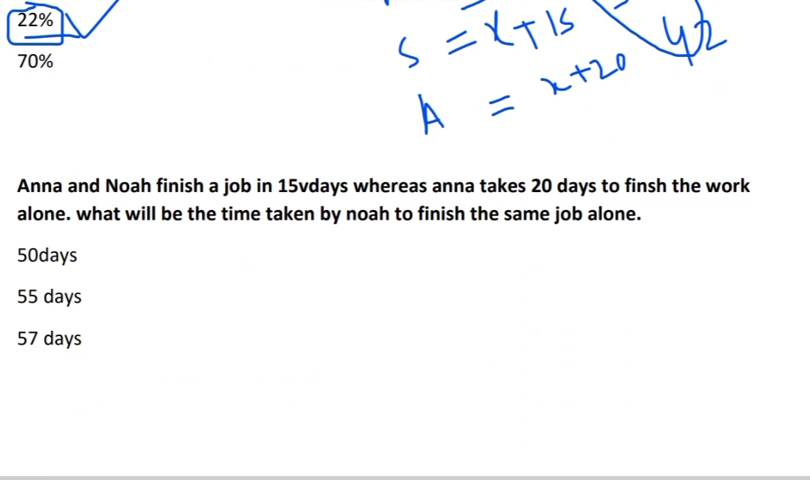 22%
70%
S = x + 15
A = x + 20
42
Anna and Noah finish a job in 15vdays whereas anna takes 20 days to finsh the work
alone. what will be the time taken by noah to finish the same job alone.
50days
55 days
57 days